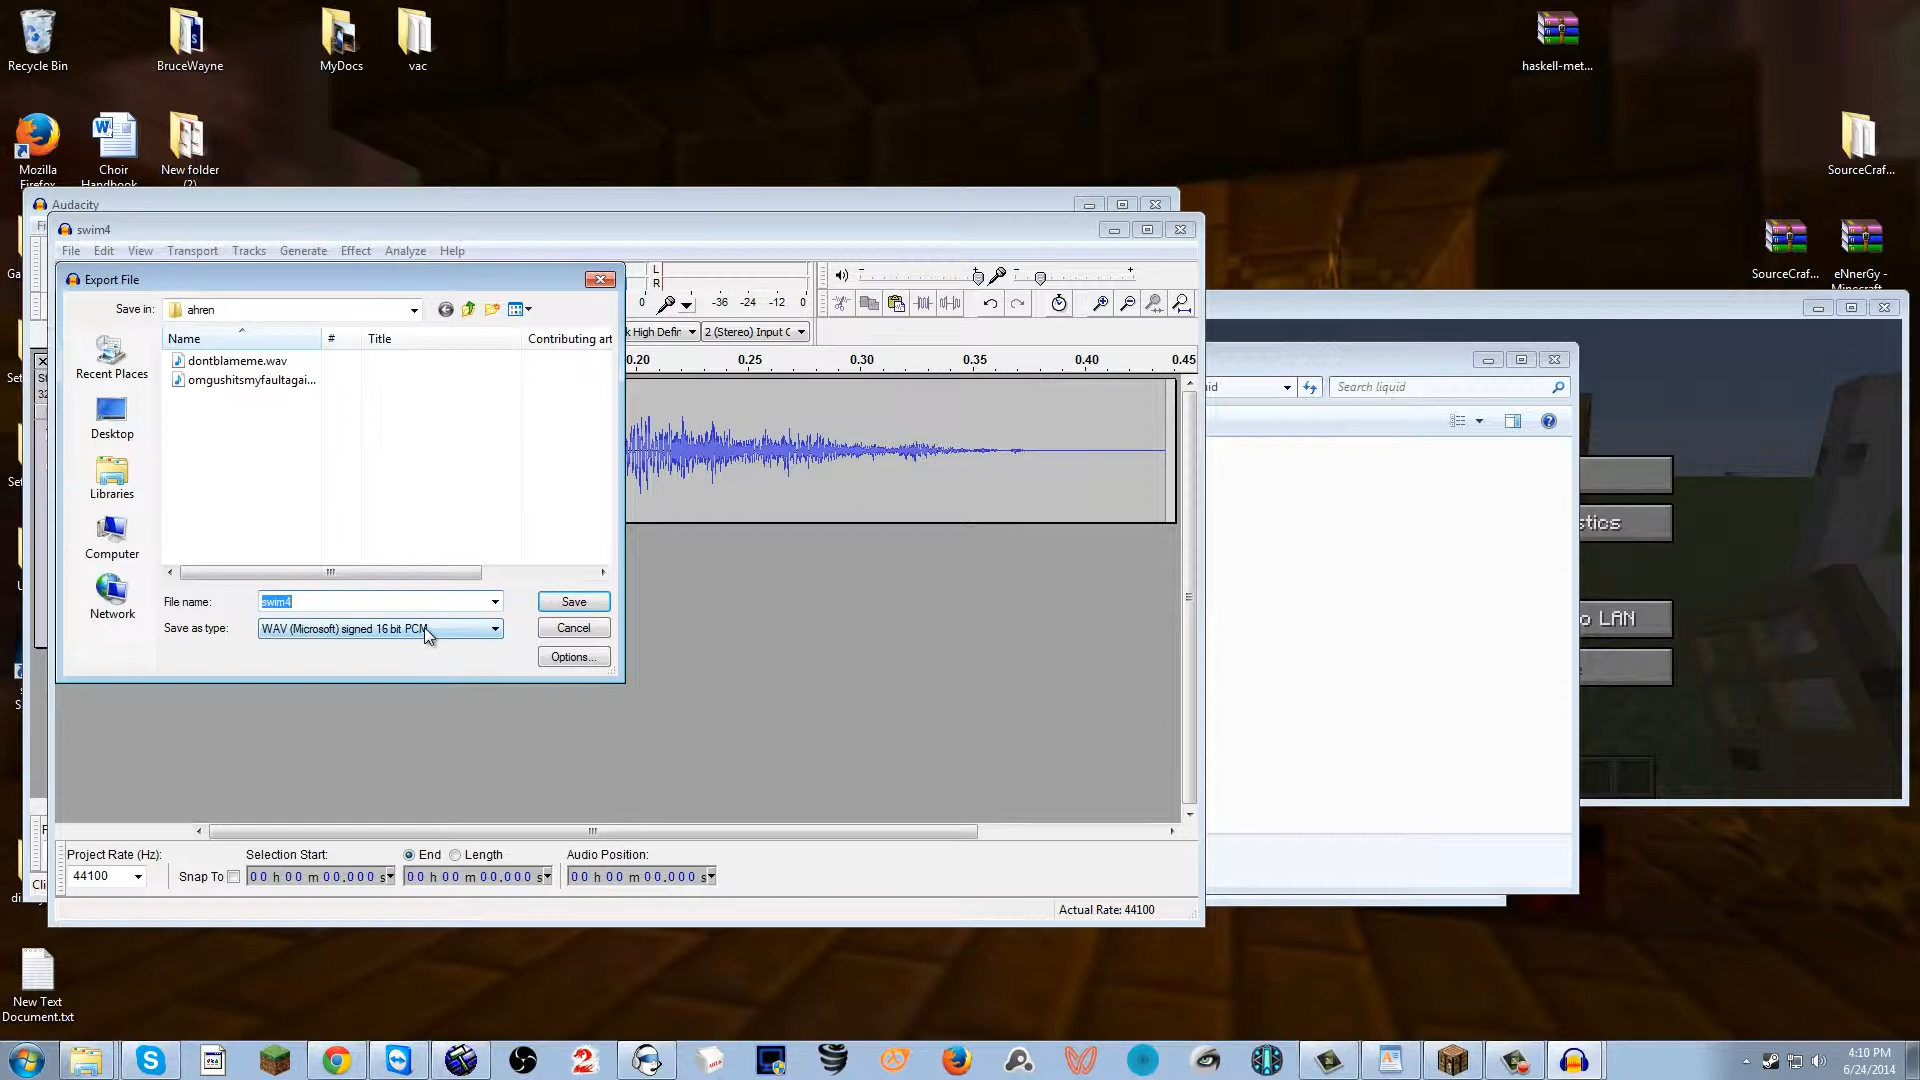 Recycle Bin
BruceWayne
MyDocs
vac
haskell-met...
Mozilla
Firefox
Choir
Handbook
New folder
(2)
SourceCraf...
SourceCraf...
eNnerGy -
Minecraft
Audacity
swim4
File Edit View Transport Tracks Generate Effect Analyze Help
Export File
Save in: ahren
Name # Title Contributing art
dontblameme.wav
omgushitsmyfaultagai...
Recent Places
Desktop
Libraries
Computer
Network
File name: swim4 Save
Save as type: WAV (Microsoft) signed 16 bit PCM Cancel
Options...
L
R
0 -36 -24 -12 0
k High Defir 2 (Stereo) Input C
0.20 0.25 0.30 0.35 0.40 0.45
uid Search liquid
stics
o LAN
Project Rate (Hz): Selection Start: End Length Audio Position:
44100 Snap To 00 h 00 m 00.000 s 00 h 00 m 00.000 s 00 h 00 m 00.000 s
Actual Rate: 44100
New Text
Document.txt
4:10 PM
6/24/2014